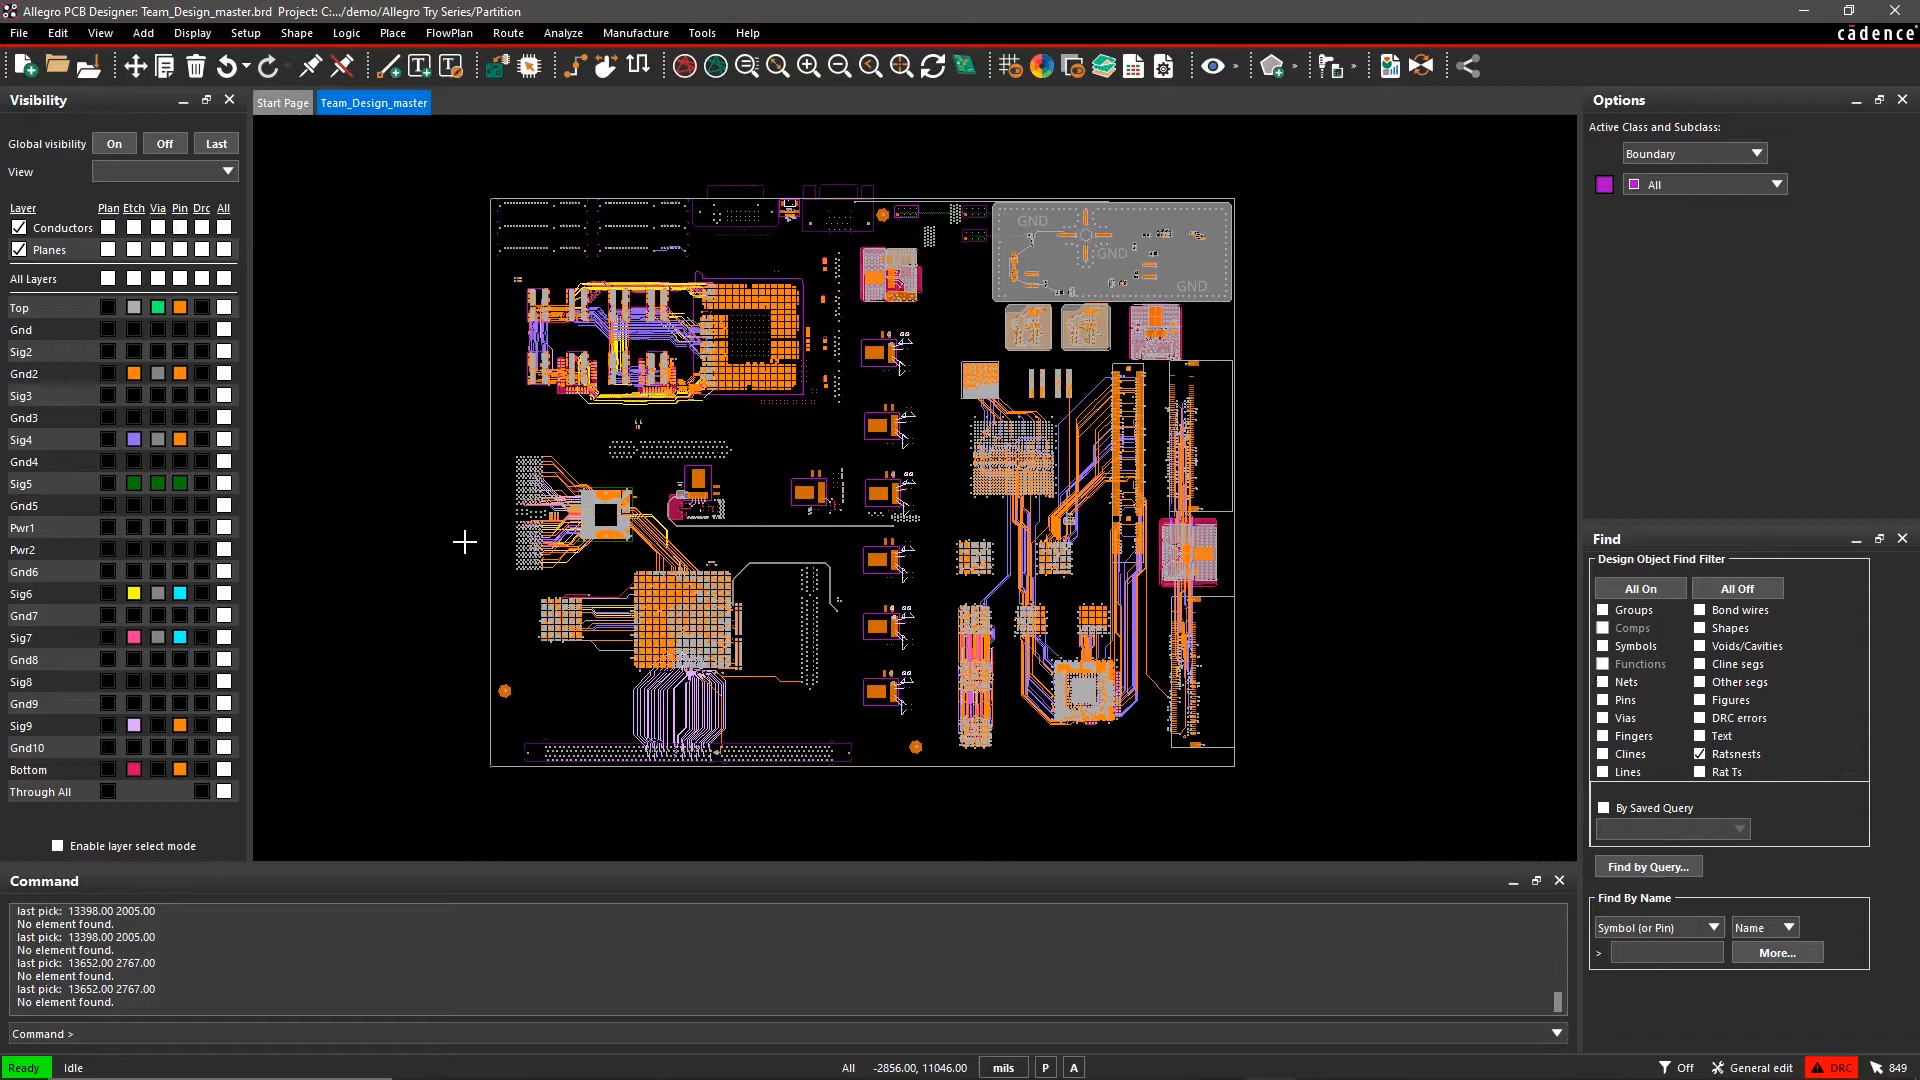 Allegro PCB Designer: Team_Design_master.brd Project: C:.../demo/Allegro Try Series/Partition
File Edit View Add Display Setup Shape Logic Place FlowPlan Route Analyze Manufacture Tools Help
cādence
Visibility
Start Page Team_Design_master
Options
Global visibility On Off Last
View
Layer Plan Etch Via Pin Drc All
Conductors
Planes
All Layers
Top
Gnd
Sig2
Gnd2
Sig3
Gnd3
Sig4
Gnd4
Sig5
Gnd5
Pwr1
Pwr2
Gnd6
Sig6
Gnd7
Sig7
Gnd8
Sig8
Gnd9
Sig9
Gnd10
Bottom
Through All
Enable layer select mode
GND
GND
GND
Active Class and Subclass:
Boundary
All
Find
Design Object Find Filter
All On All Off
Groups Bond wires
Comps Shapes
Symbols Voids/Cavities
Functions Cline segs
Nets Other segs
Pins Figures
Vias DRC errors
Fingers Text
Clines Ratsnests
Lines Rat Ts
By Saved Query
Find by Query...
Find By Name
Symbol (or Pin) Name
> More...
Command
last pick: 13398.00 2005.00
No element found.
last pick: 13398.00 2005.00
No element found.
last pick: 13652.00 2767.00
No element found.
last pick: 13652.00 2767.00
No element found.
Command >
Ready Idle All -2856.00, 11046.00 mils P A Off General edit DRC 849